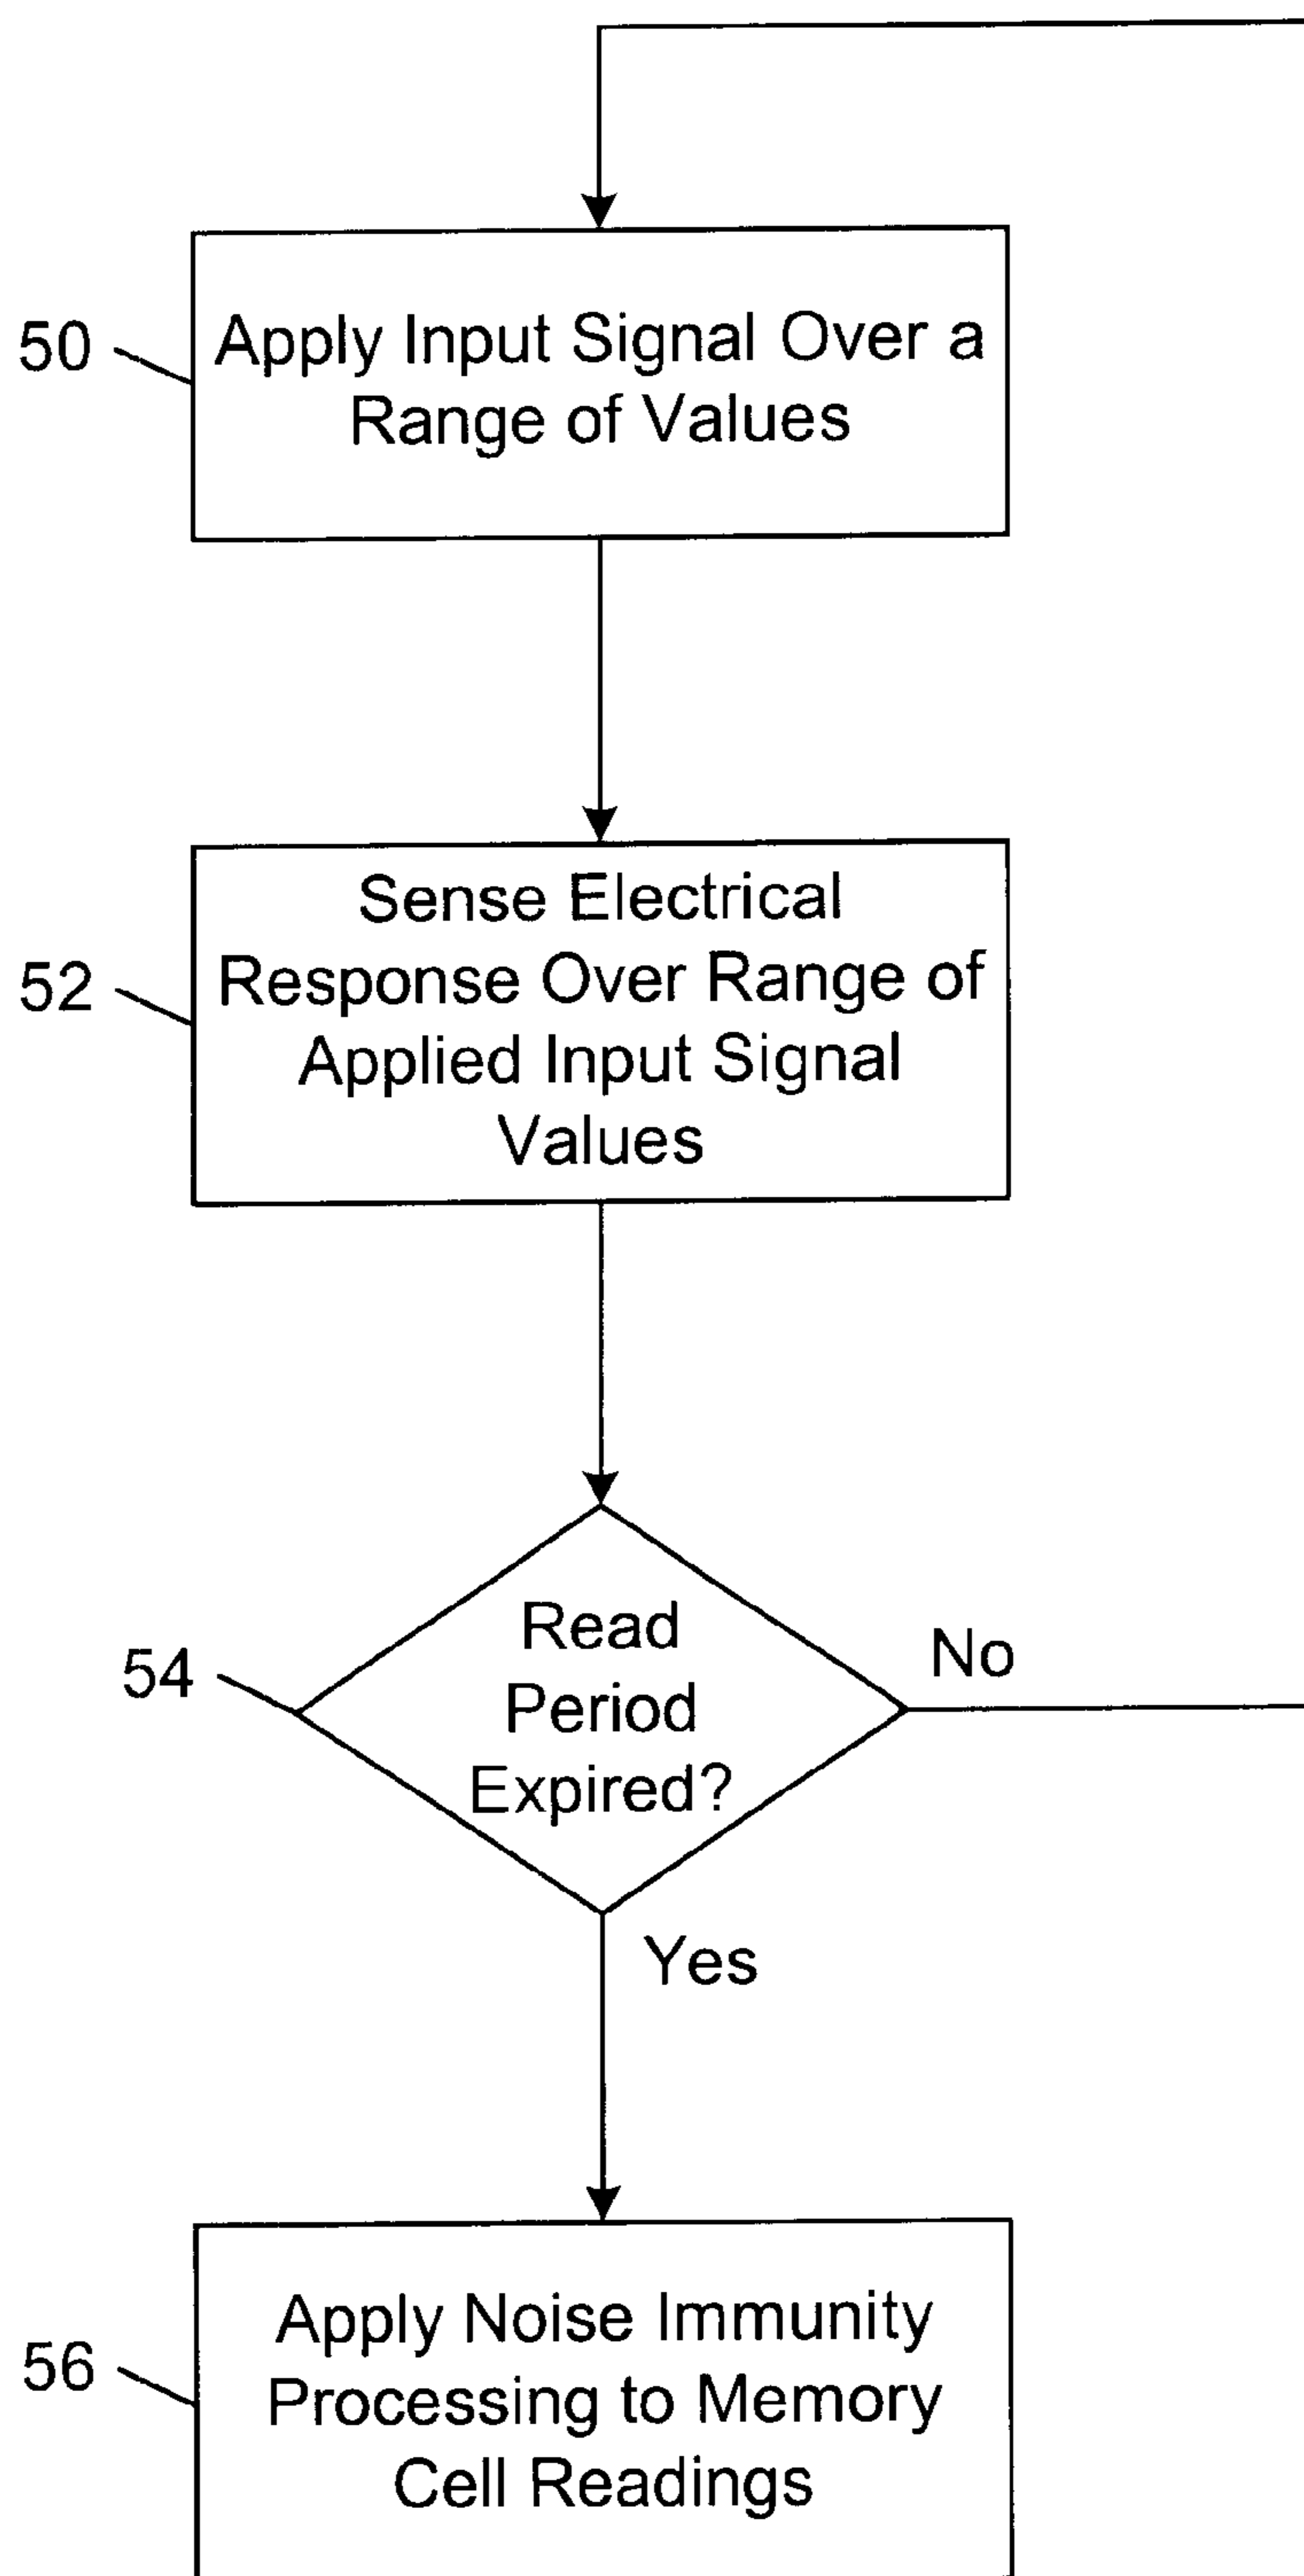 50
Apply Input Signal Over a
Range of Values
52
Sense Electrical
Response Over Range of
Applied Input Signal
Values
54
Read
Period
Expired?
No
Yes
56
Apply Noise Immunity
Processing to Memory
Cell Readings